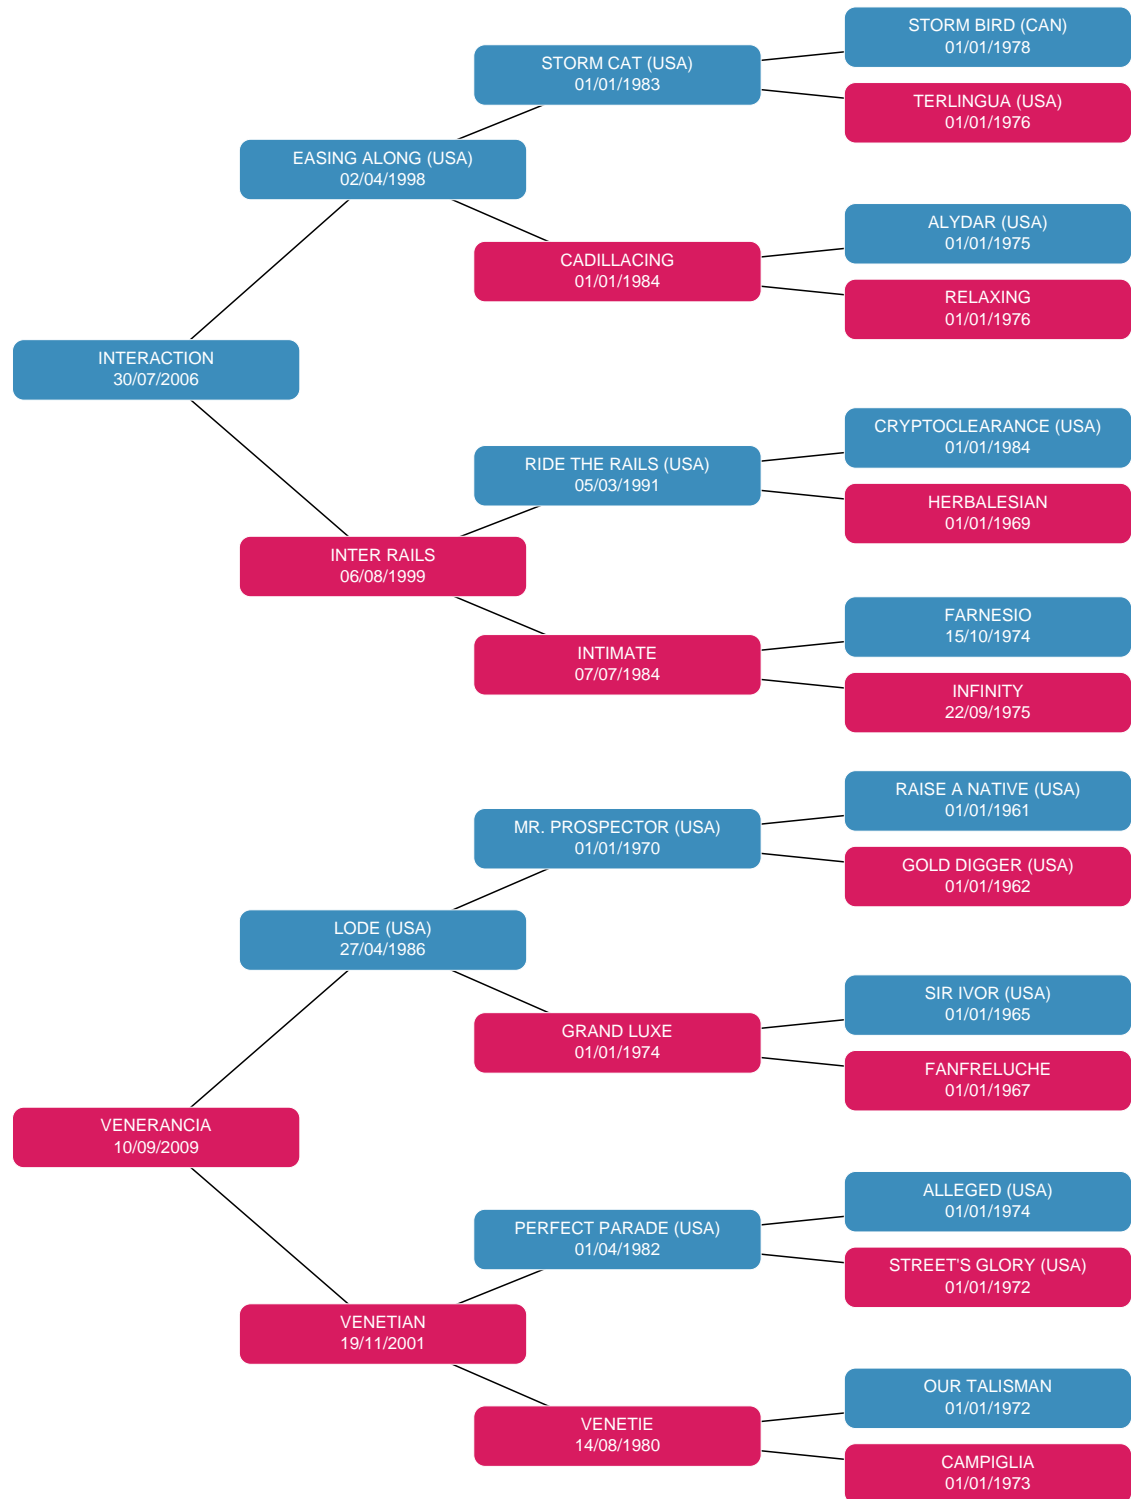 STORM BIRD (CAN)
01/01/1978
STORM CAT (USA)
01/01/1983
TERLINGUA (USA)
01/01/1976
EASING ALONG (USA)
02/04/1998
ALYDAR (USA)
01/01/1975
CADILLACING
01/01/1984
RELAXING
01/01/1976
INTERACTION
30/07/2006
CRYPTOCLEARANCE (USA)
01/01/1984
RIDE THE RAILS (USA)
05/03/1991
HERBALESIAN
01/01/1969
INTER RAILS
06/08/1999
FARNESIO
15/10/1974
INTIMATE
07/07/1984
INFINITY
22/09/1975
RAISE A NATIVE (USA)
01/01/1961
MR. PROSPECTOR (USA)
01/01/1970
GOLD DIGGER (USA)
01/01/1962
LODE (USA)
27/04/1986
SIR IVOR (USA)
01/01/1965
GRAND LUXE
01/01/1974
FANFRELUCHE
01/01/1967
VENERANCIA
10/09/2009
ALLEGED (USA)
01/01/1974
PERFECT PARADE (USA)
01/04/1982
STREET'S GLORY (USA)
01/01/1972
VENETIAN
19/11/2001
OUR TALISMAN
01/01/1972
VENETIE
14/08/1980
CAMPIGLIA
01/01/1973